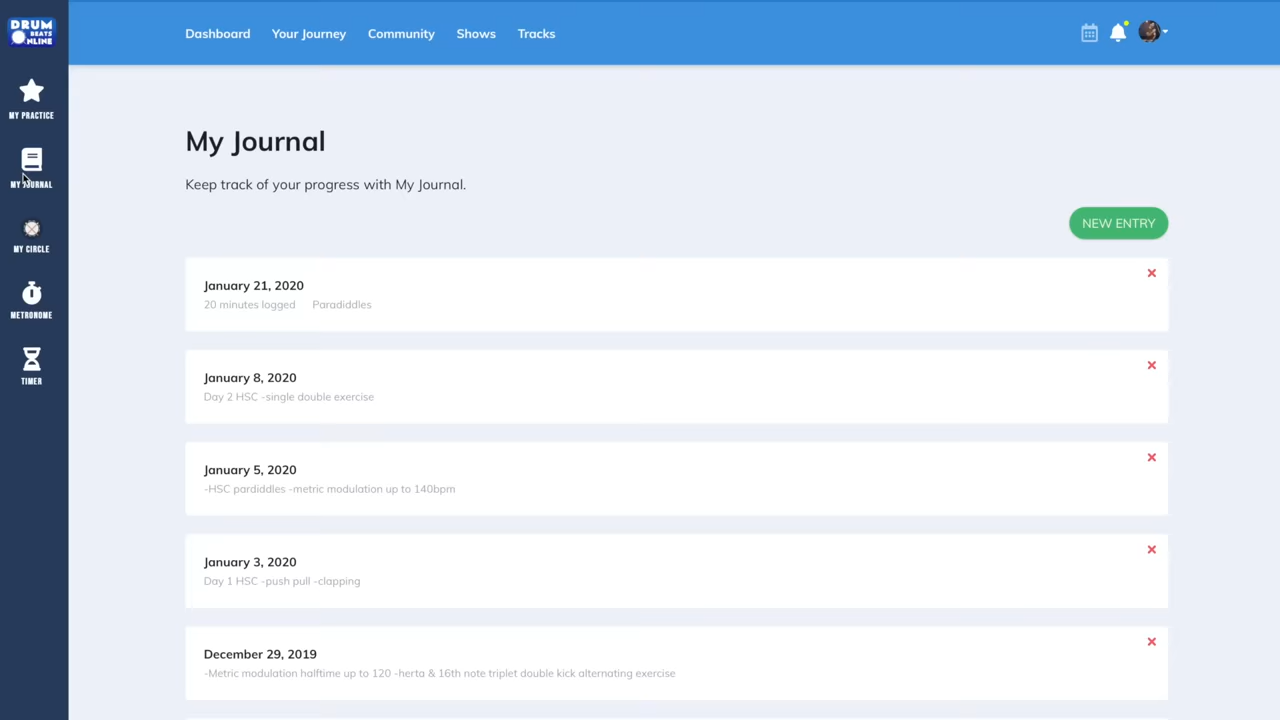 DRUM
BEATS
ONLINE
Dashboard Your Journey Community Shows Tracks
MY PRACTICE
MY JOURNAL
MY CIRCLE
METRONOME
TIMER
My Journal
Keep track of your progress with My Journal.
NEW ENTRY
January 21, 2020
20 minutes logged Paradiddles
January 8, 2020
Day 2 HSC -single double exercise
January 5, 2020
-HSC pardiddles -metric modulation up to 140bpm
January 3, 2020
Day 1 HSC -push pull -clapping
December 29, 2019
-Metric modulation halftime up to 120 -herta & 16th note triplet double kick alternating exercise